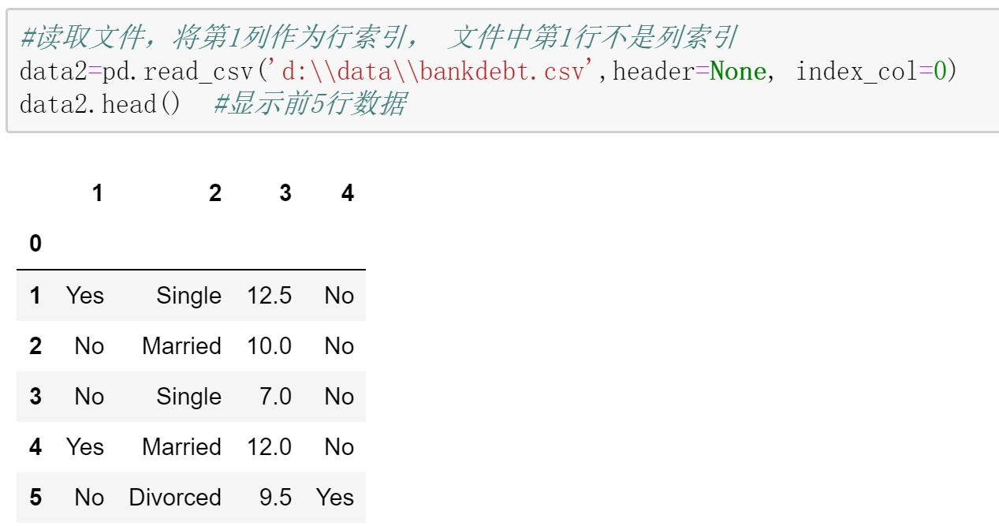 #读取文件，将第1列作为行索引， 文件中第1行不是列索引
data2=pd.read_csv('d:\\data\\bankdebt.csv',header=None, index_col=0)
data2.head()  #显示前5行数据
1 2 3 4
0
1 Yes Single 12.5 No
2 No Married 10.0 No
3 No Single 7.0 No
4 Yes Married 12.0 No
5 No Divorced 9.5 Yes